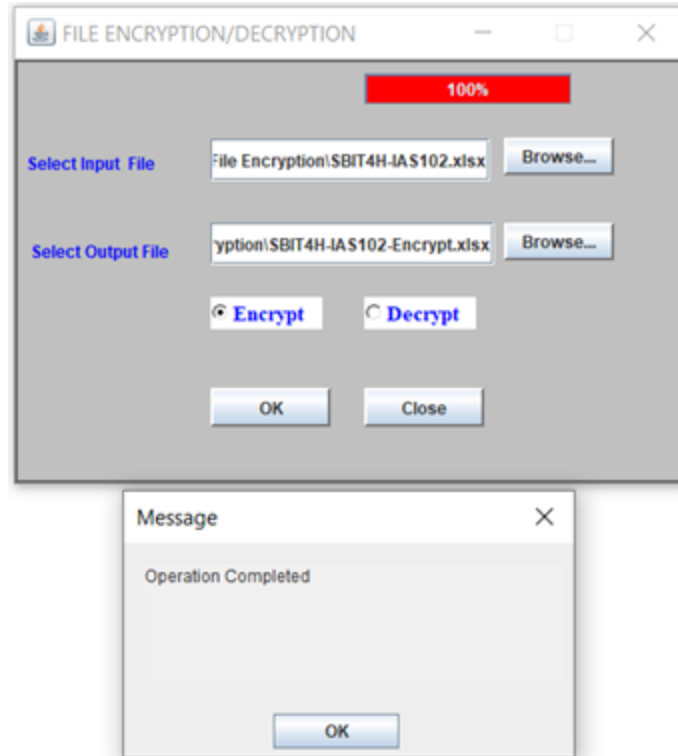 FILE ENCRYPTION/DECRYPTION
100%
Select Input File File Encryption\SBIT4H-IAS102.xlsx Browse...
Select Output File ryption\SBIT4H-IAS102-Encrypt.xlsx Browse...
Encrypt Decrypt
OK Close
Message
Operation Completed
OK